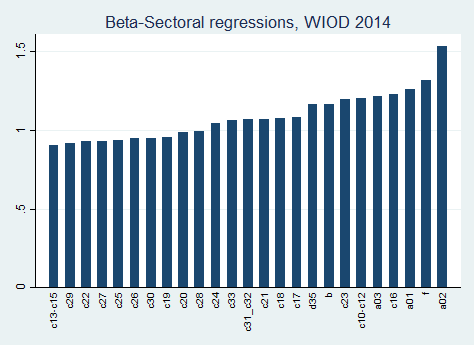 Beta-Sectoral regressions, WIOD 2014
1.5
1
.5
0
c13-c15
c29
c22
c27
c25
c26
c30
c19
c20
c28
c24
c33
c31_c32
c21
c18
c17
d35
b
c23
c10-c12
a03
c16
a01
f
a02